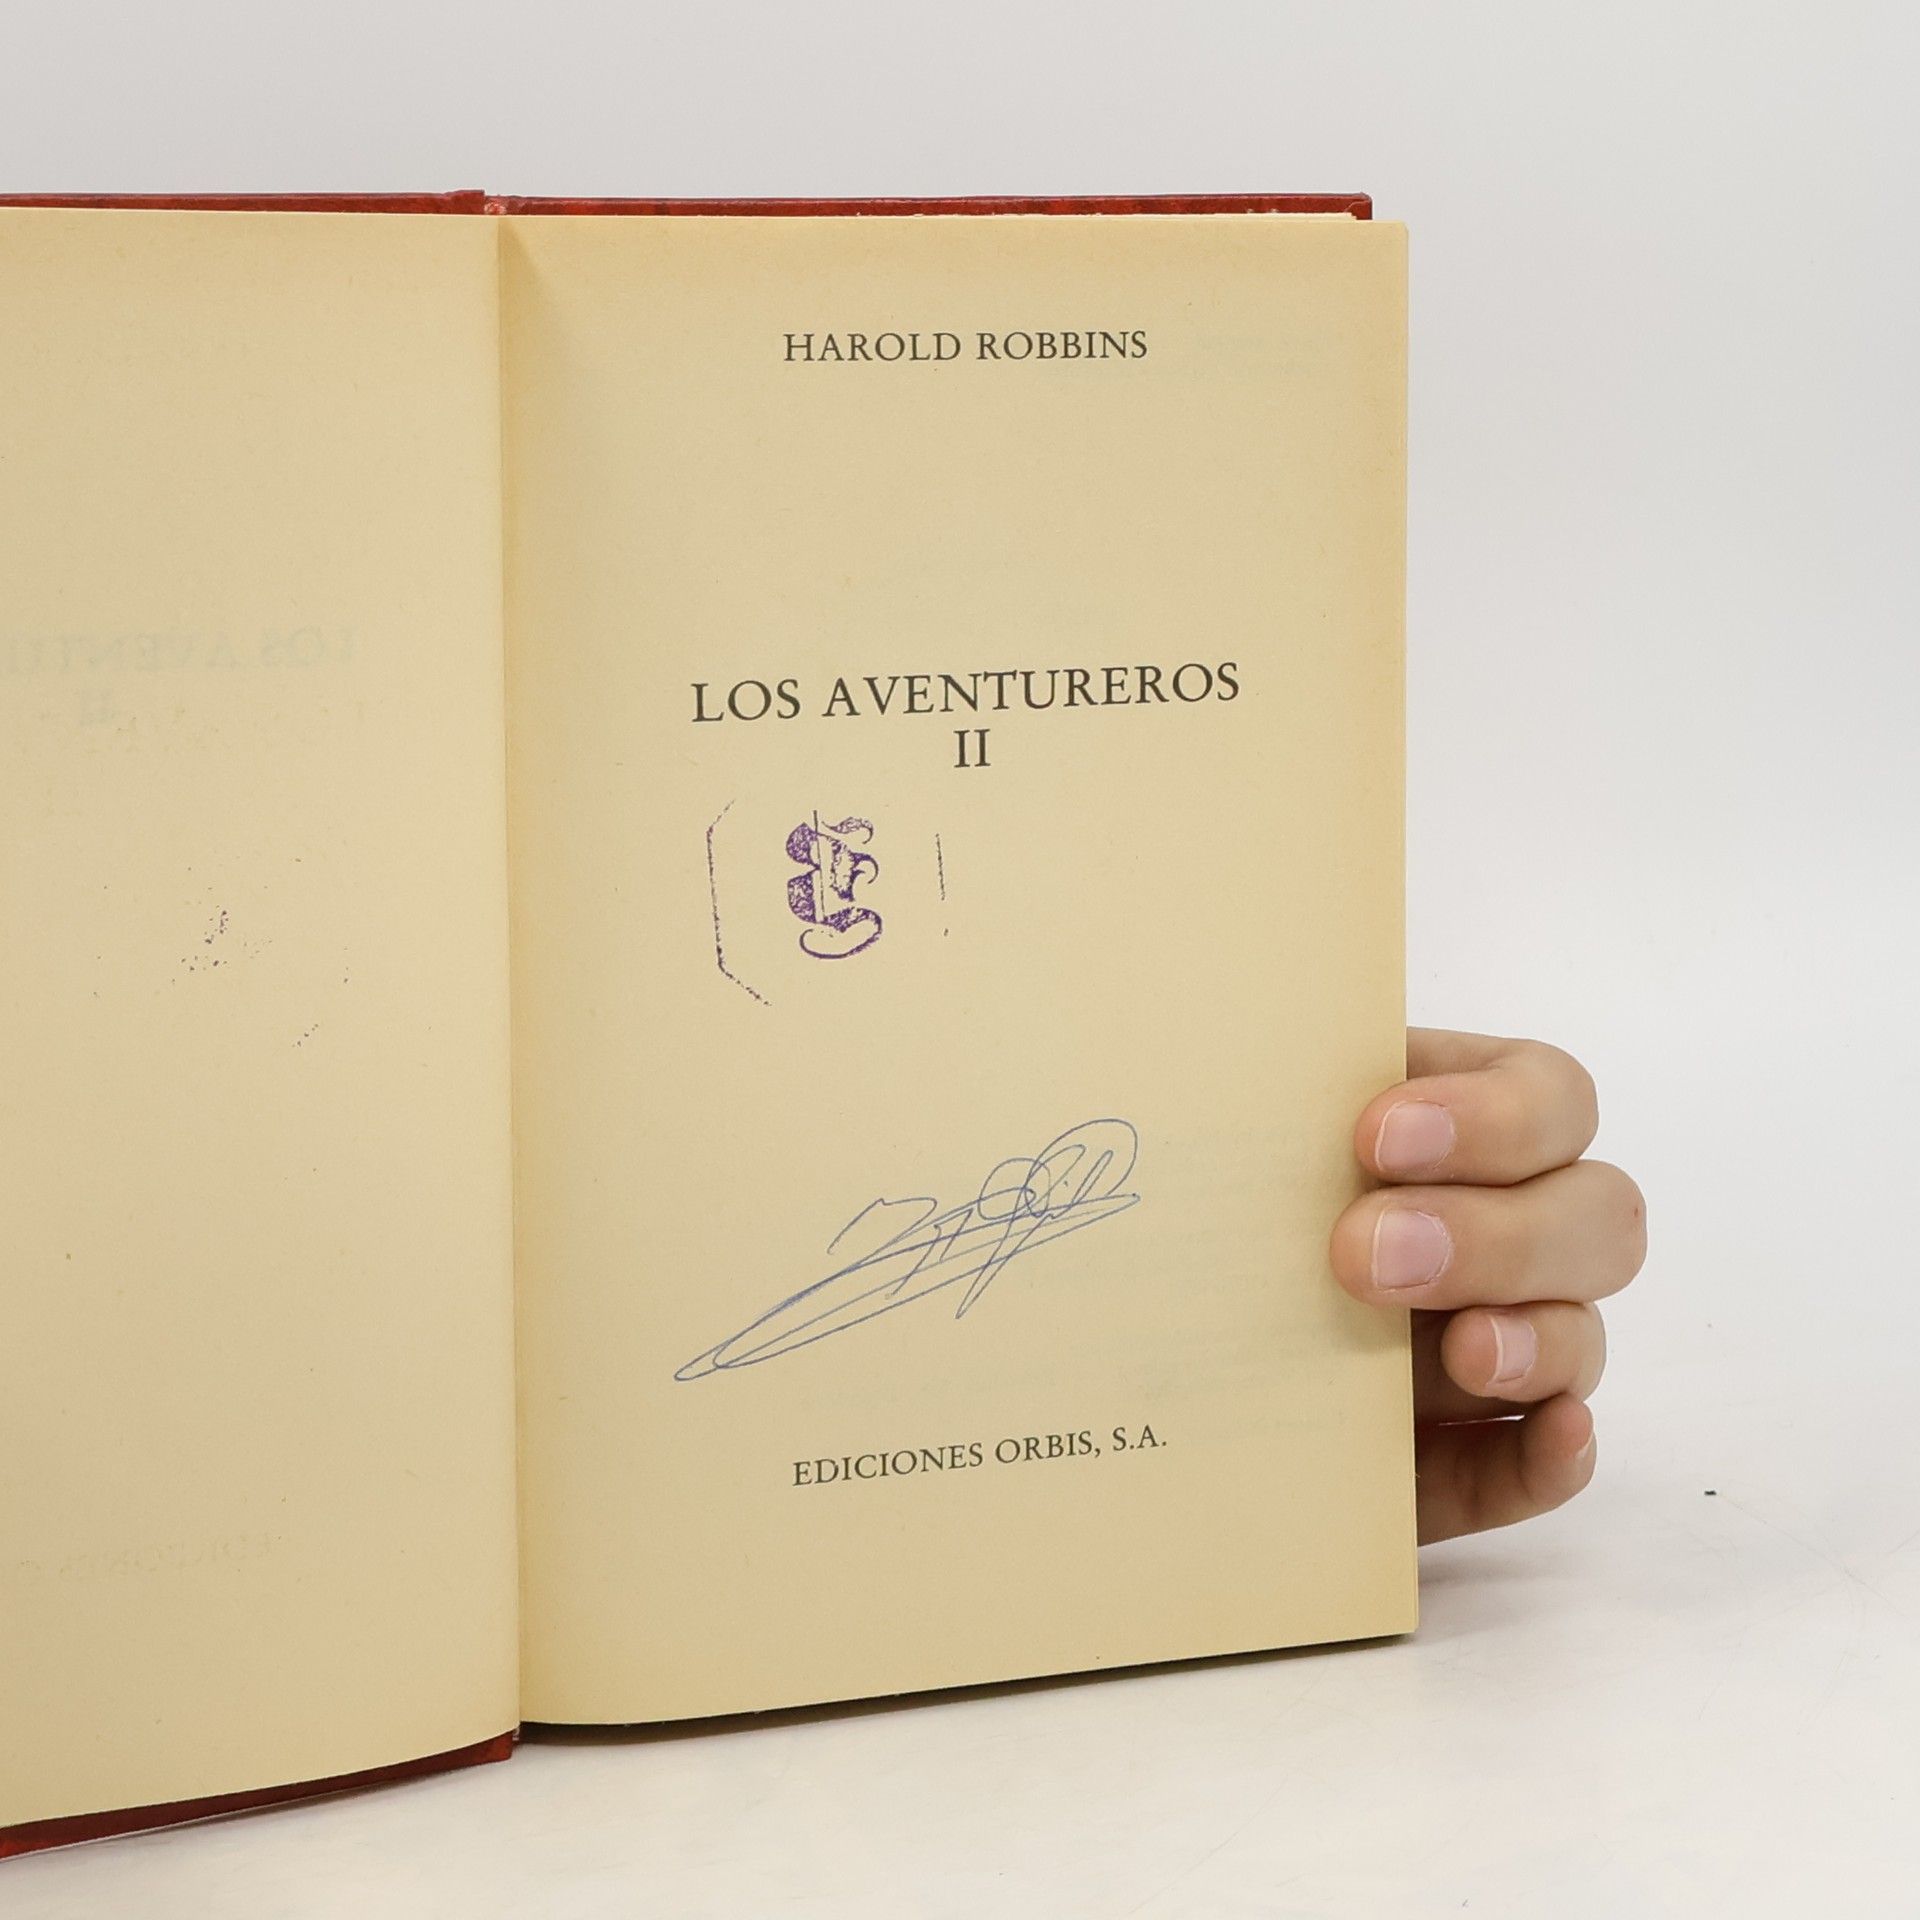 HAROLD ROBBINS
LOS AVENTUREROS
II
E
EDICIONES ORBIS, S.A.